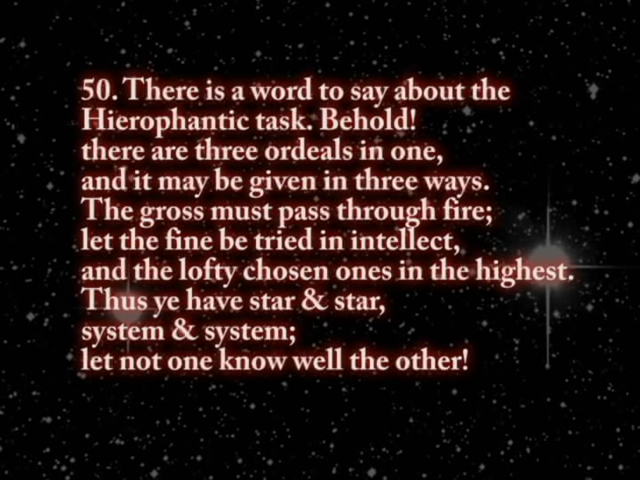 50. There is a word to say about the
Hierophantic task. Behold!
there are three ordeals in one,
and it may be given in three ways.
The gross must pass through fire;
let the fine be tried in intellect,
and the lofty chosen ones in the highest.
Thus ye have star & star,
system & system;
let not one know well the other!